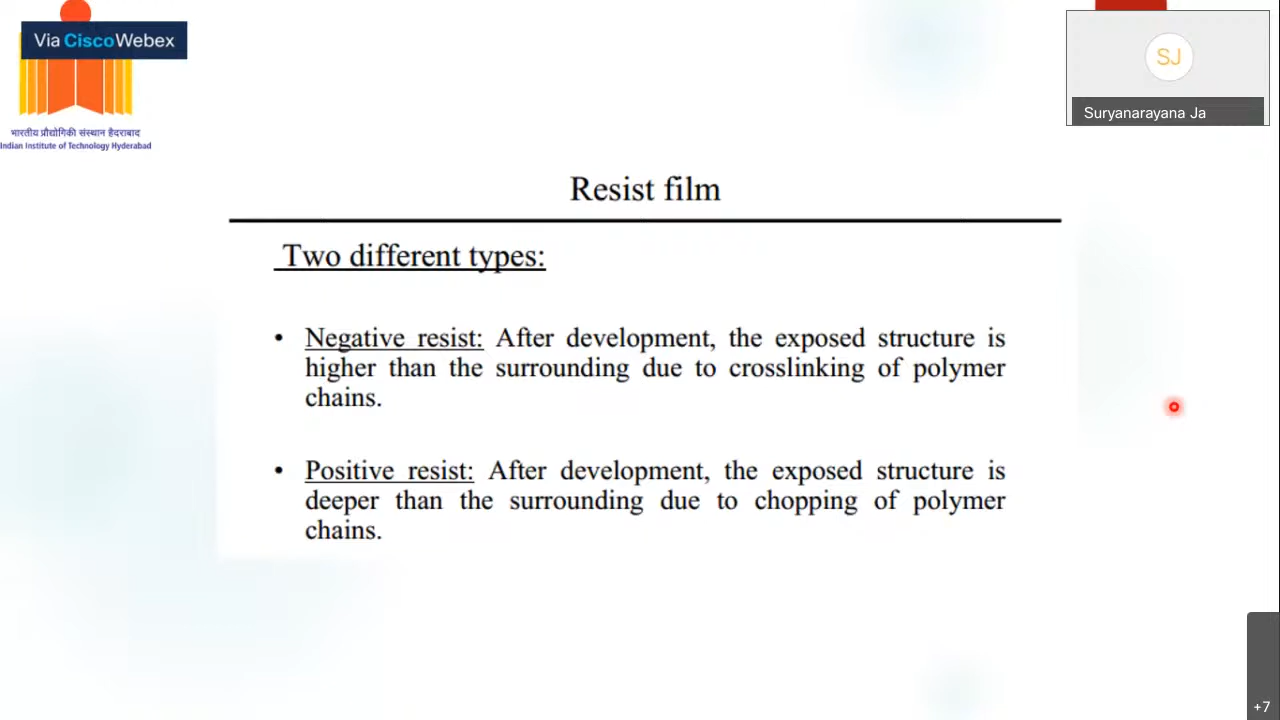 Via CiscoWebex
भारतीय प्रौद्योगिकी संस्थान हैदराबाद
Indian Institute of Technology Hyderabad
SJ
Suryanarayana Ja
Resist film
Two different types:
• Negative resist: After development, the exposed structure is
higher than the surrounding due to crosslinking of polymer
chains.
• Positive resist: After development, the exposed structure is
deeper than the surrounding due to chopping of polymer
chains.
+7